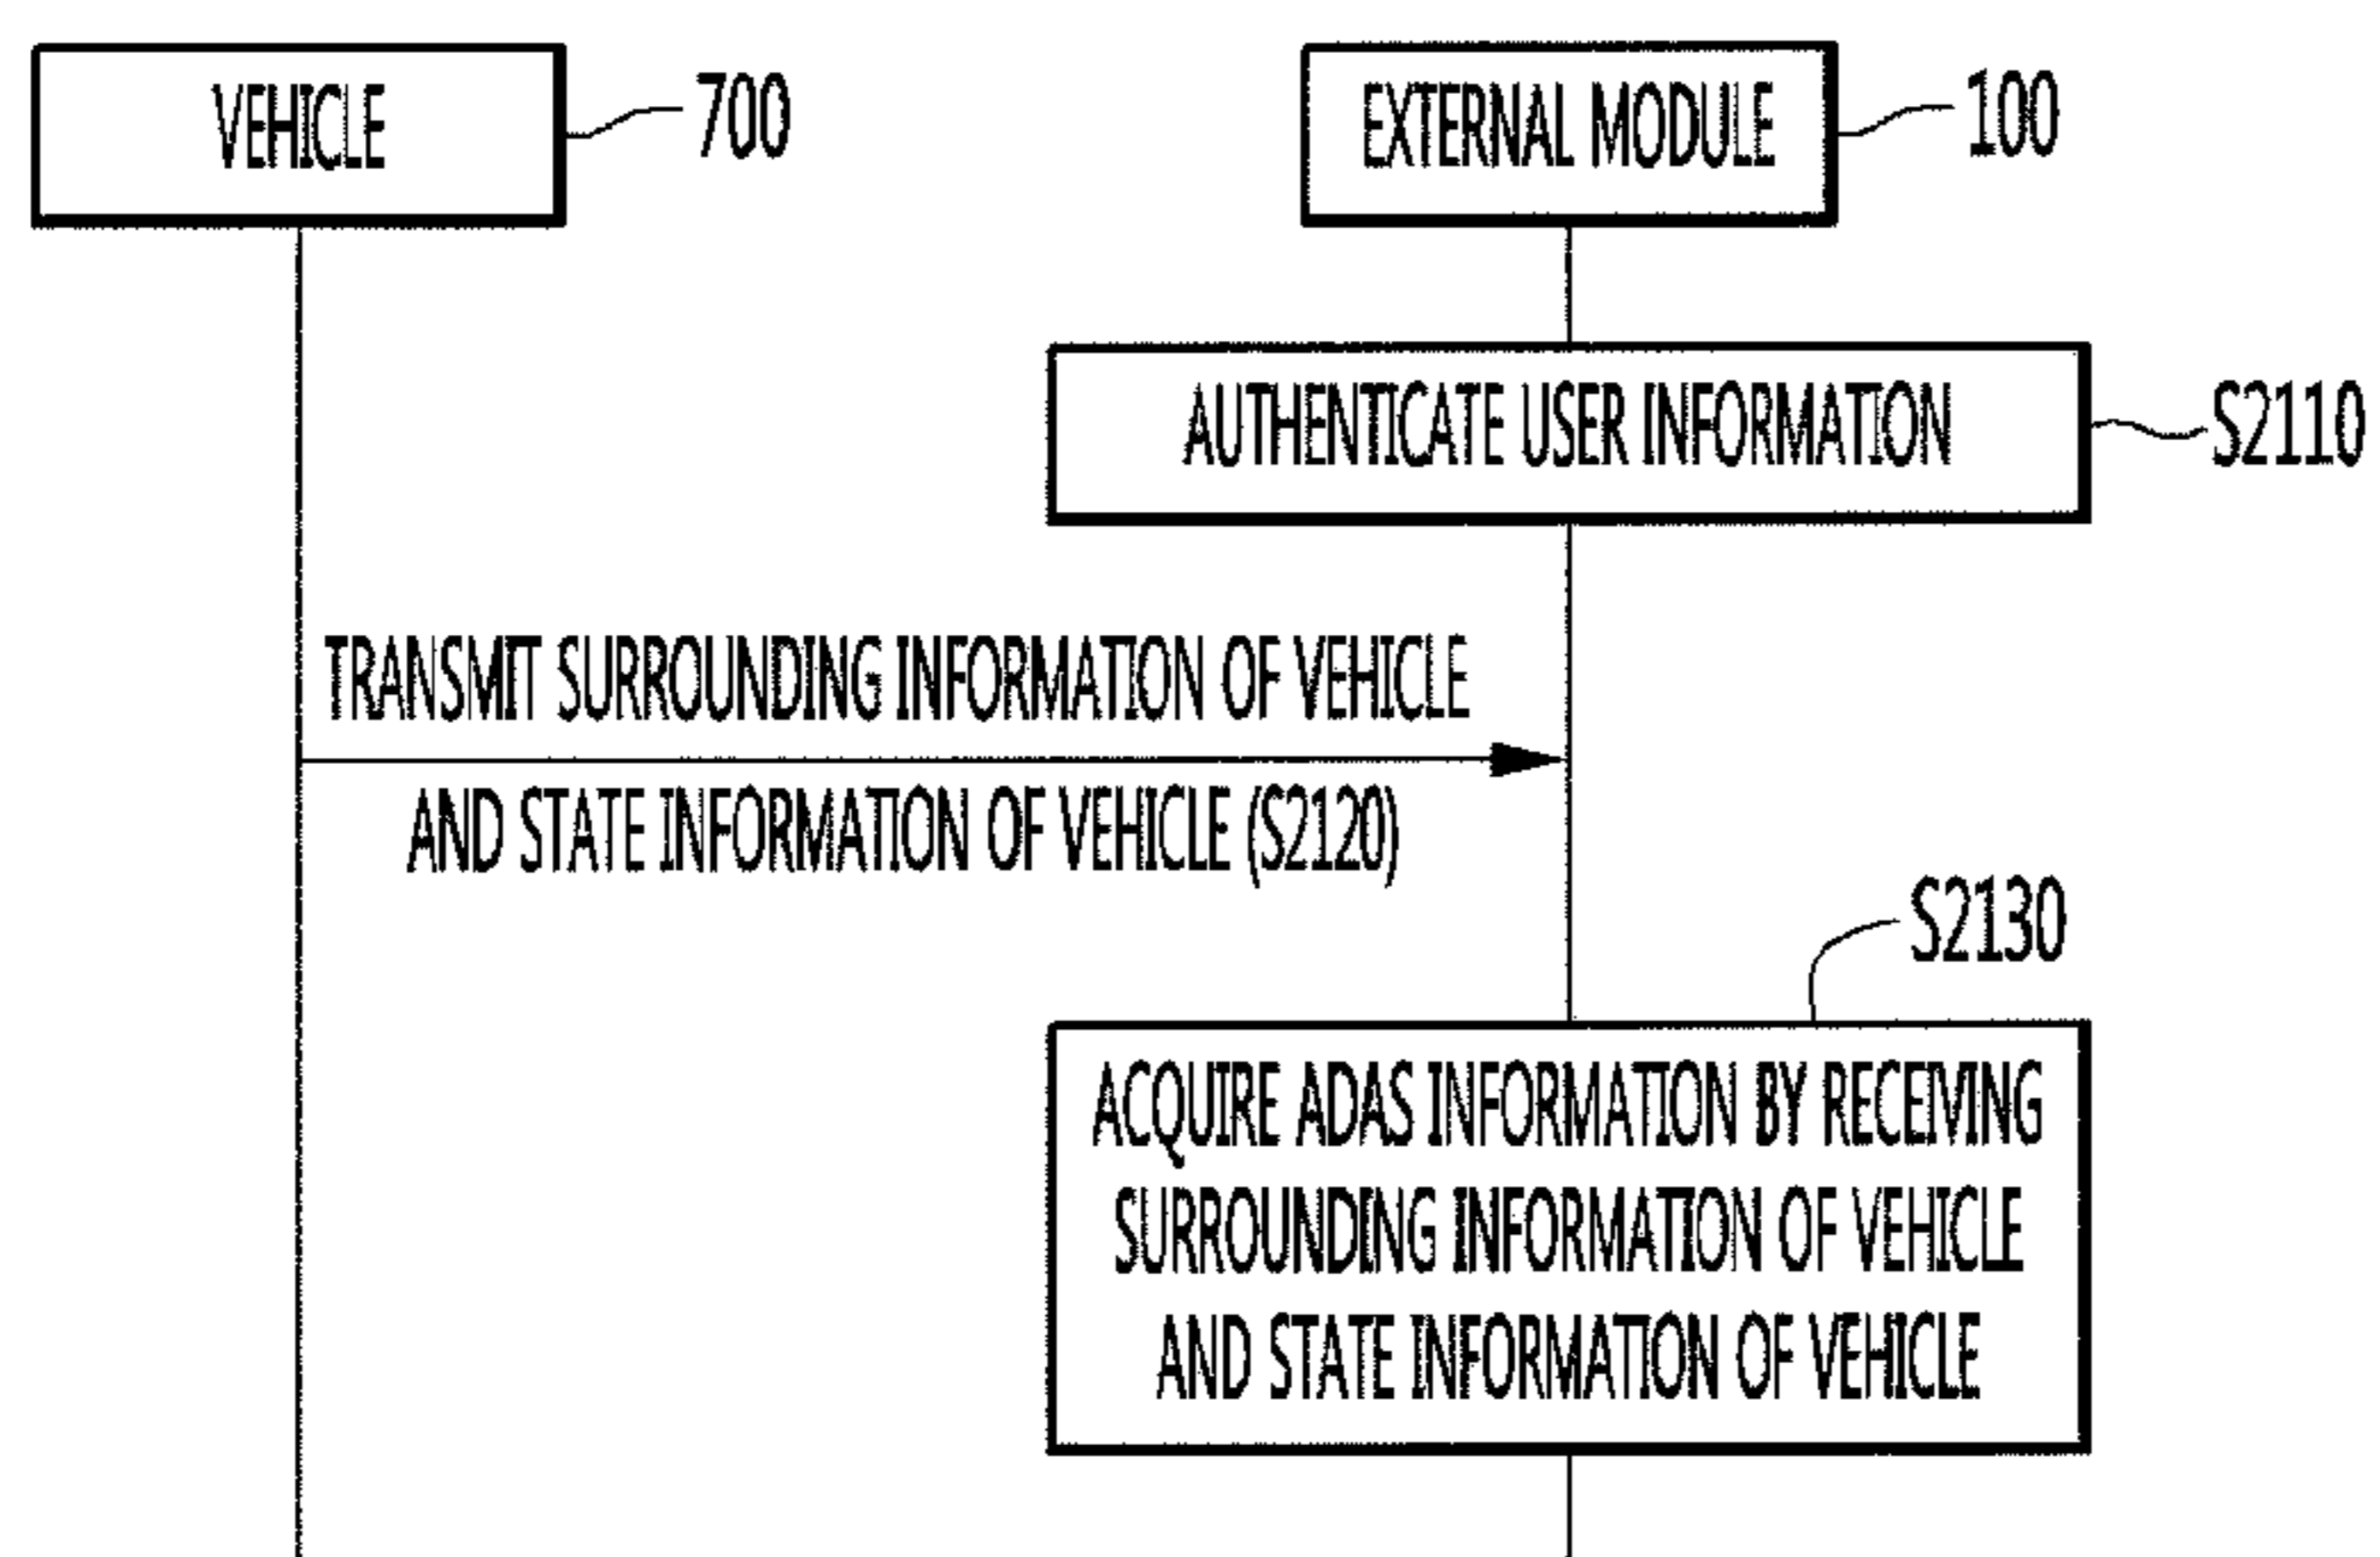 VEHICLE
700
EXTERNAL MODULE
100
AUTHENTICATE USER INFORMATION
S2110
TRANSMIT SURROUNDING INFORMATION OF VEHICLE
AND STATE INFORMATION OF VEHICLE (S2120)
S2130
ACQUIRE ADAS INFORMATION BY RECEIVING
SURROUNDING INFORMATION OF VEHICLE
AND STATE INFORMATION OF VEHICLE